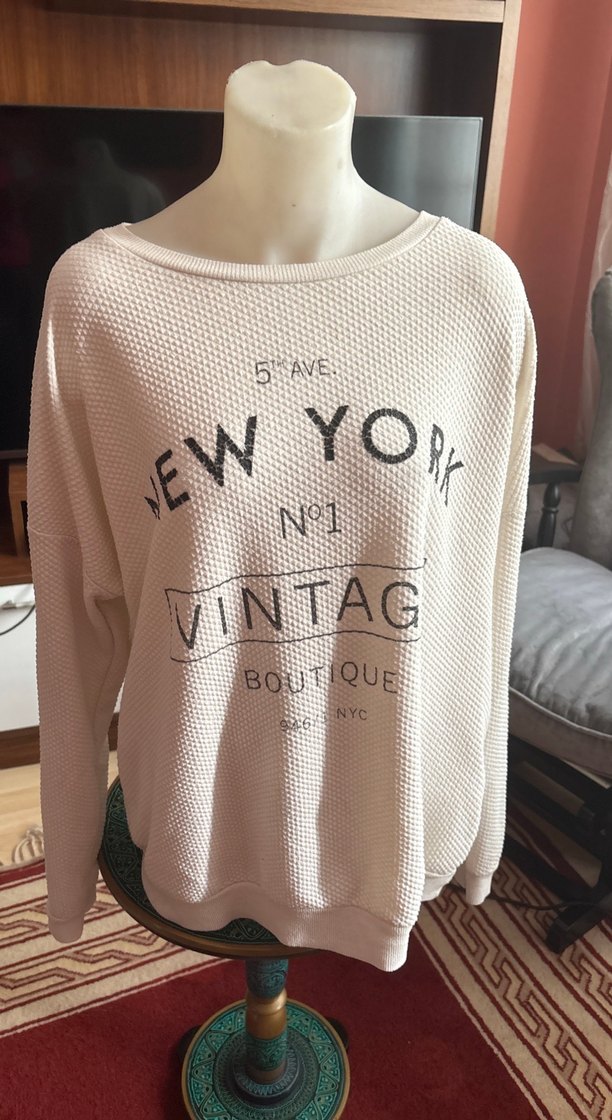 5TH AVE.
NEW YORK
Nº1
VINTAG
BOUTIQUE
NYC